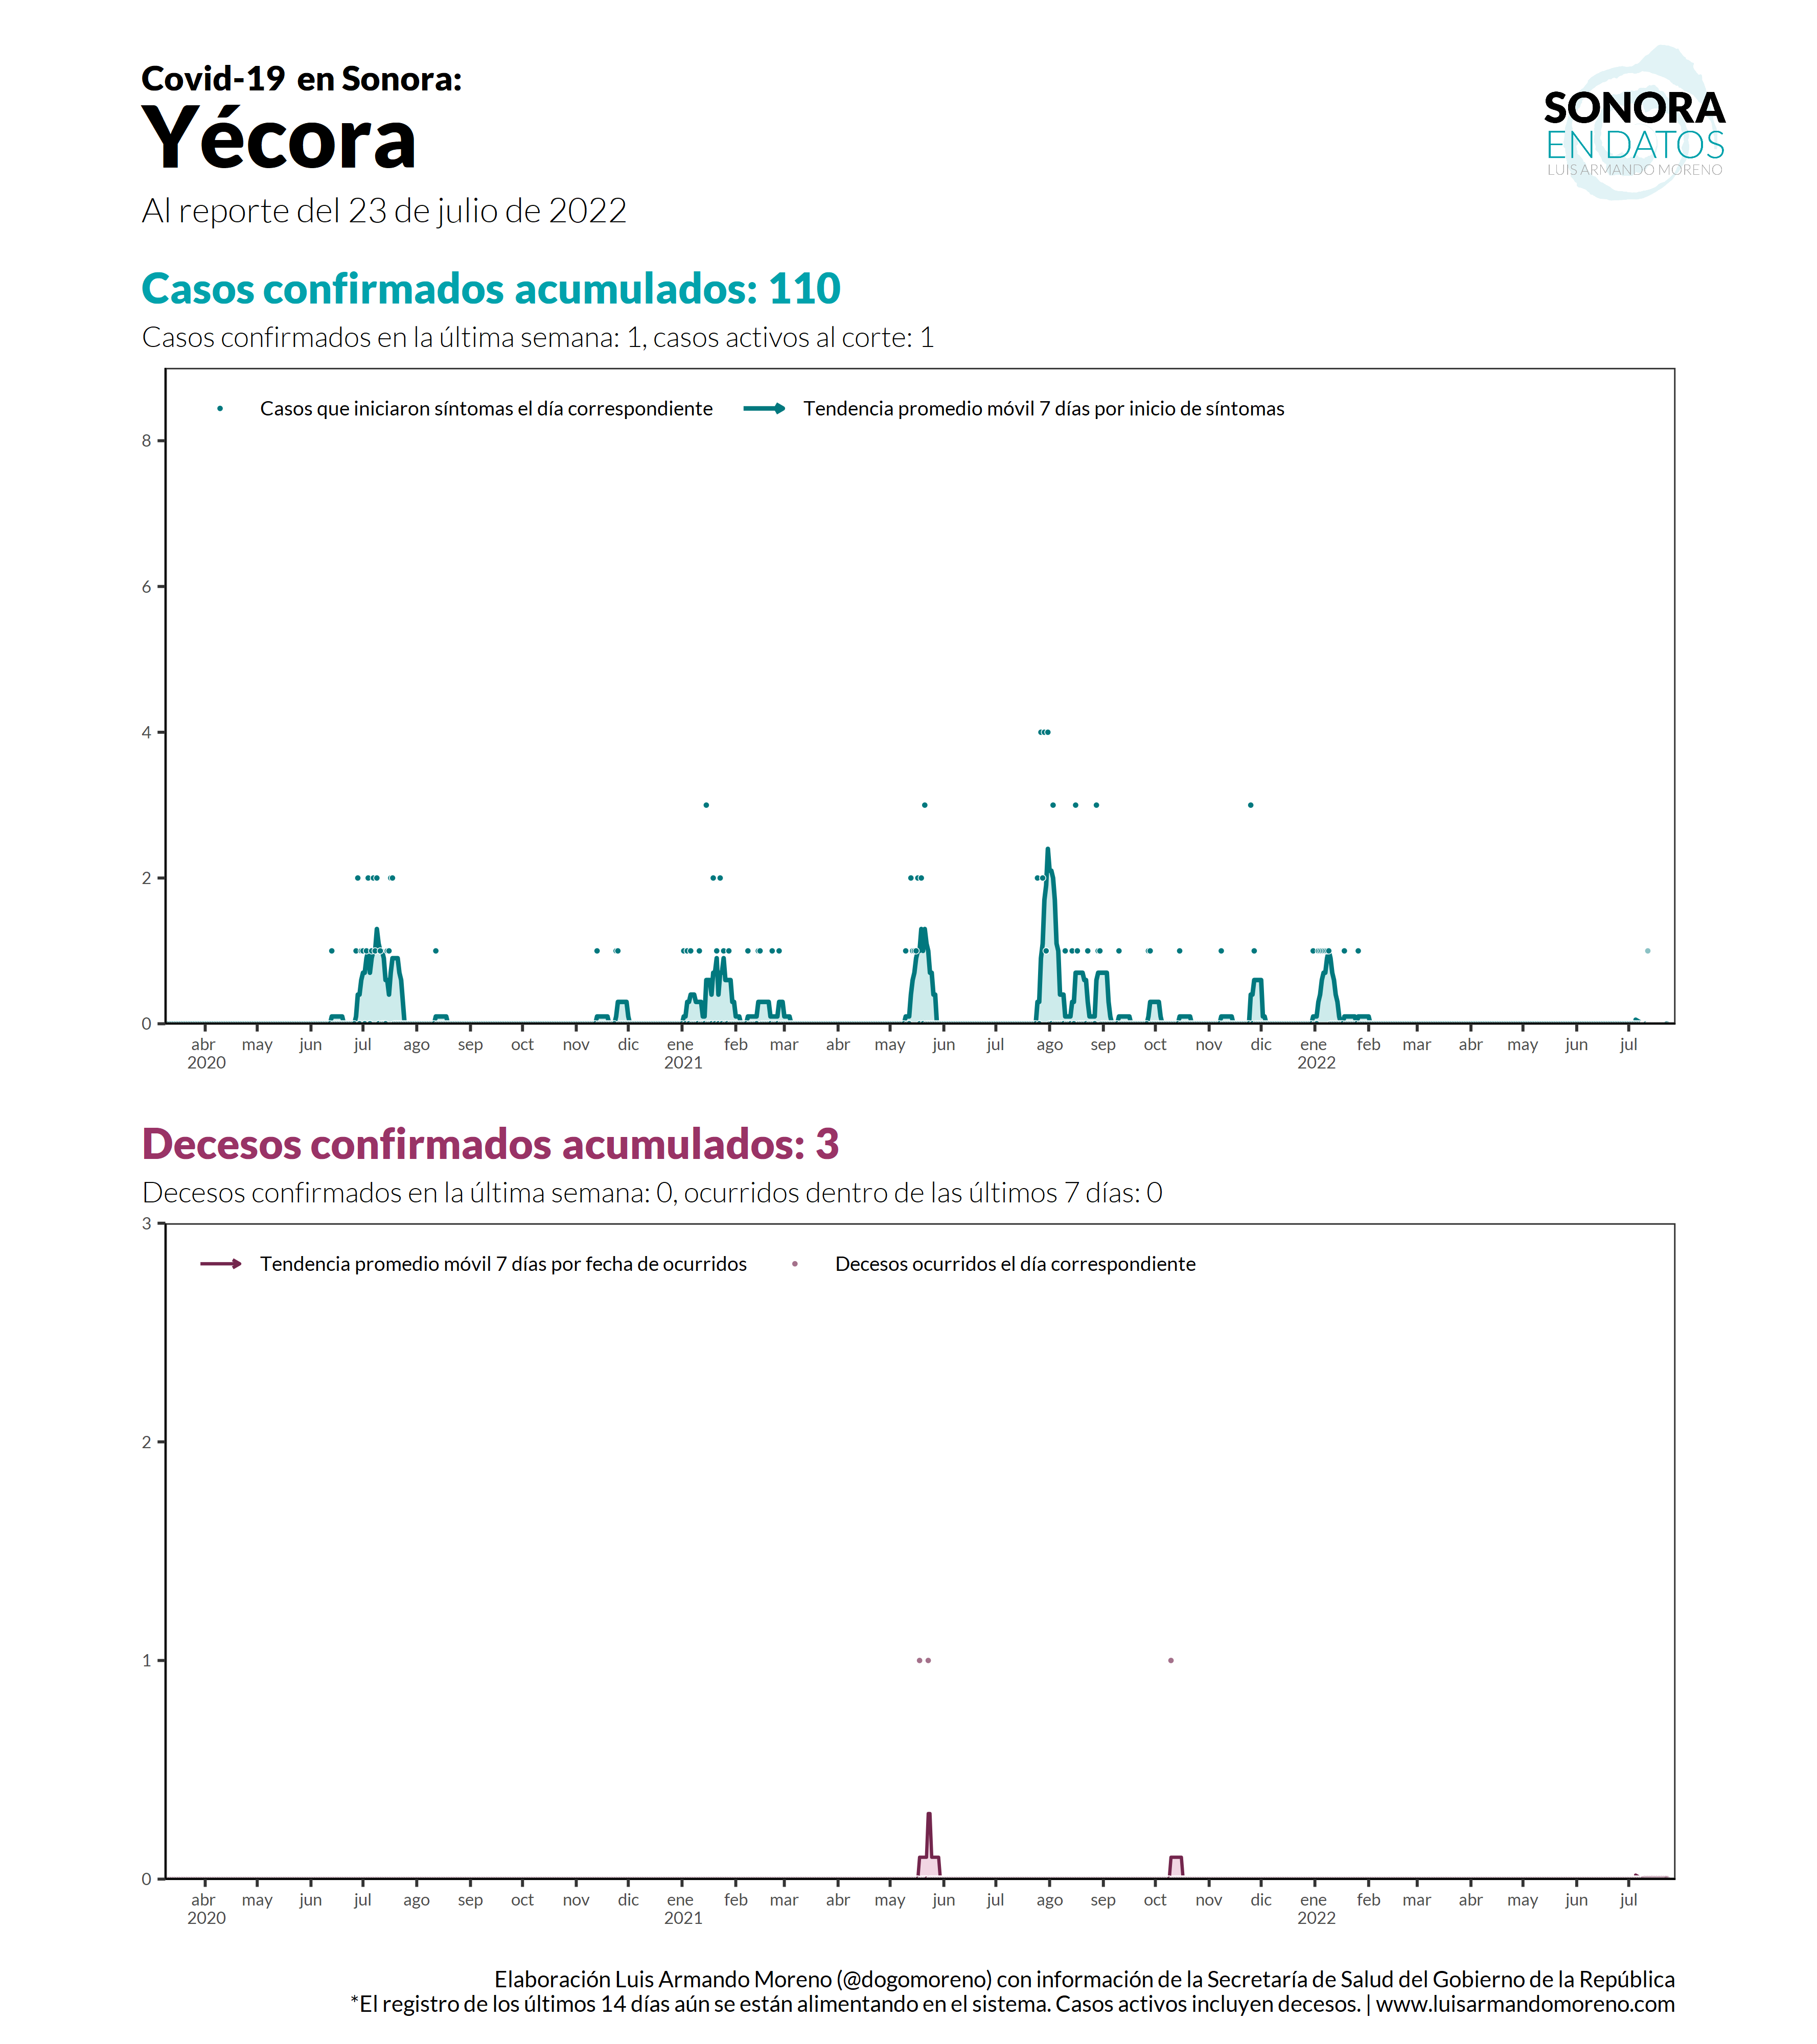 Covid-19 en Sonora:
Yécora
Al reporte del 23 de julio de 2022
SONORA
EN DATOS
LUIS ARMANDO MORENO
Casos confirmados acumulados: 110
Casos confirmados en la última semana: 1, casos activos al corte: 1
Casos que iniciaron síntomas el día correspondiente
Tendencia promedio móvil 7 días por inicio de síntomas
8
6
4
2
0
abr may jun jul ago sep oct nov dic ene feb mar abr may jun jul ago sep oct nov dic ene feb mar abr may jun jul
2020 2021 2022
Decesos confirmados acumulados: 3
Decesos confirmados en la última semana: 0, ocurridos dentro de las últimos 7 días: 0
3
Tendencia promedio móvil 7 días por fecha de ocurridos
Decesos ocurridos el día correspondiente
2
1
0
abr may jun jul ago sep oct nov dic ene feb mar abr may jun jul ago sep oct nov dic ene feb mar abr may jun jul
2020 2021 2022
Elaboración Luis Armando Moreno (@dogomoreno) con información de la Secretaría de Salud del Gobierno de la República
*El registro de los últimos 14 días aún se están alimentando en el sistema. Casos activos incluyen decesos. | www.luisarmandomoreno.com